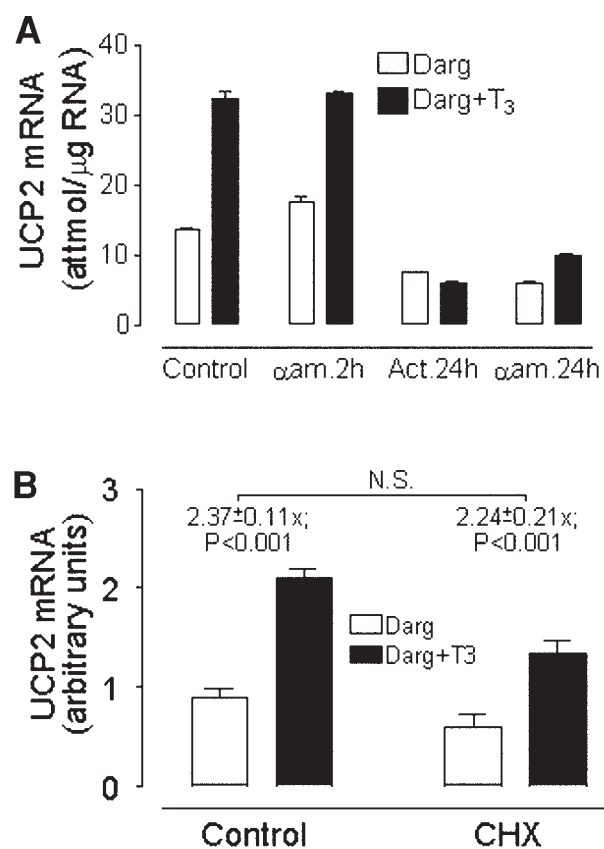 A
UCP2 mRNA
(attmol/μg RNA)
40
30
20
10
0
Darg
Darg+T3
Control αam.2h Act.24h αam.24h
B
UCP2 mRNA
(arbitrary units)
3
2
1
0
N.S.
2.37±0.11x; 2.24±0.21x;
P<0.001 P<0.001
Darg
Darg+T3
Control CHX